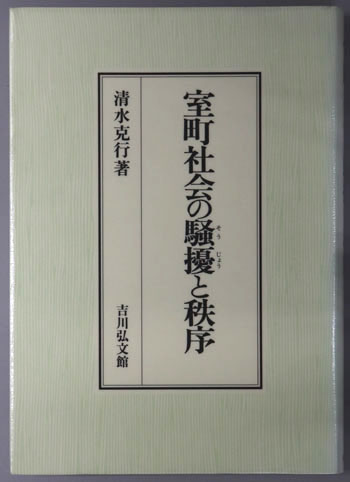 室町社会の騒擾と秩序
そうじょう
清水克行著
吉川弘文館